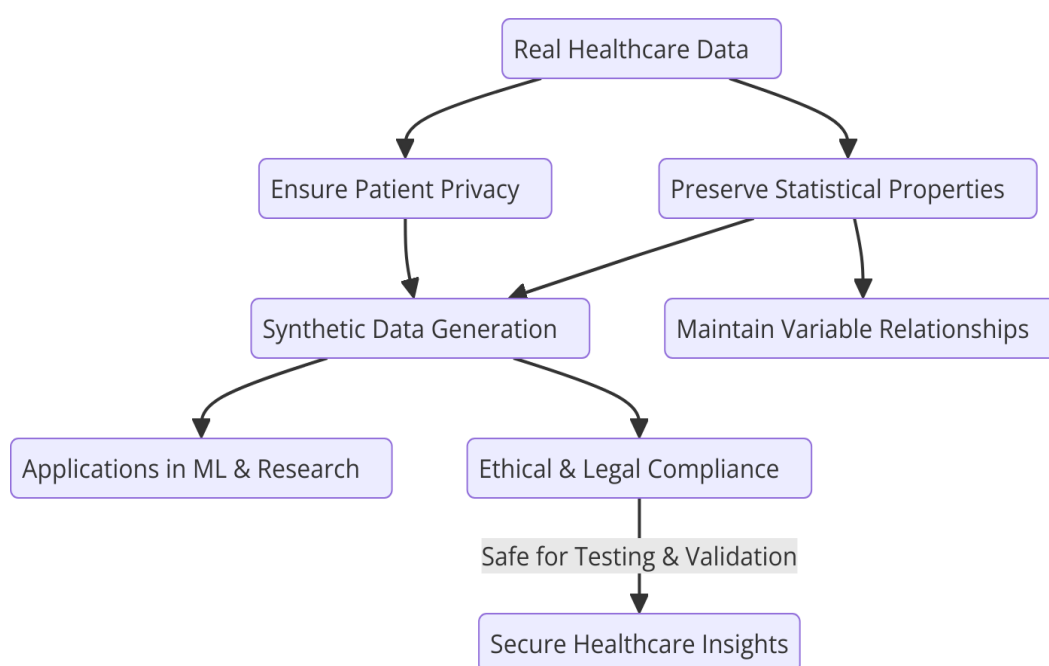 Real Healthcare Data
Ensure Patient Privacy
Preserve Statistical Properties
Synthetic Data Generation
Maintain Variable Relationships
Applications in ML & Research
Ethical & Legal Compliance
Safe for Testing & Validation
Secure Healthcare Insights